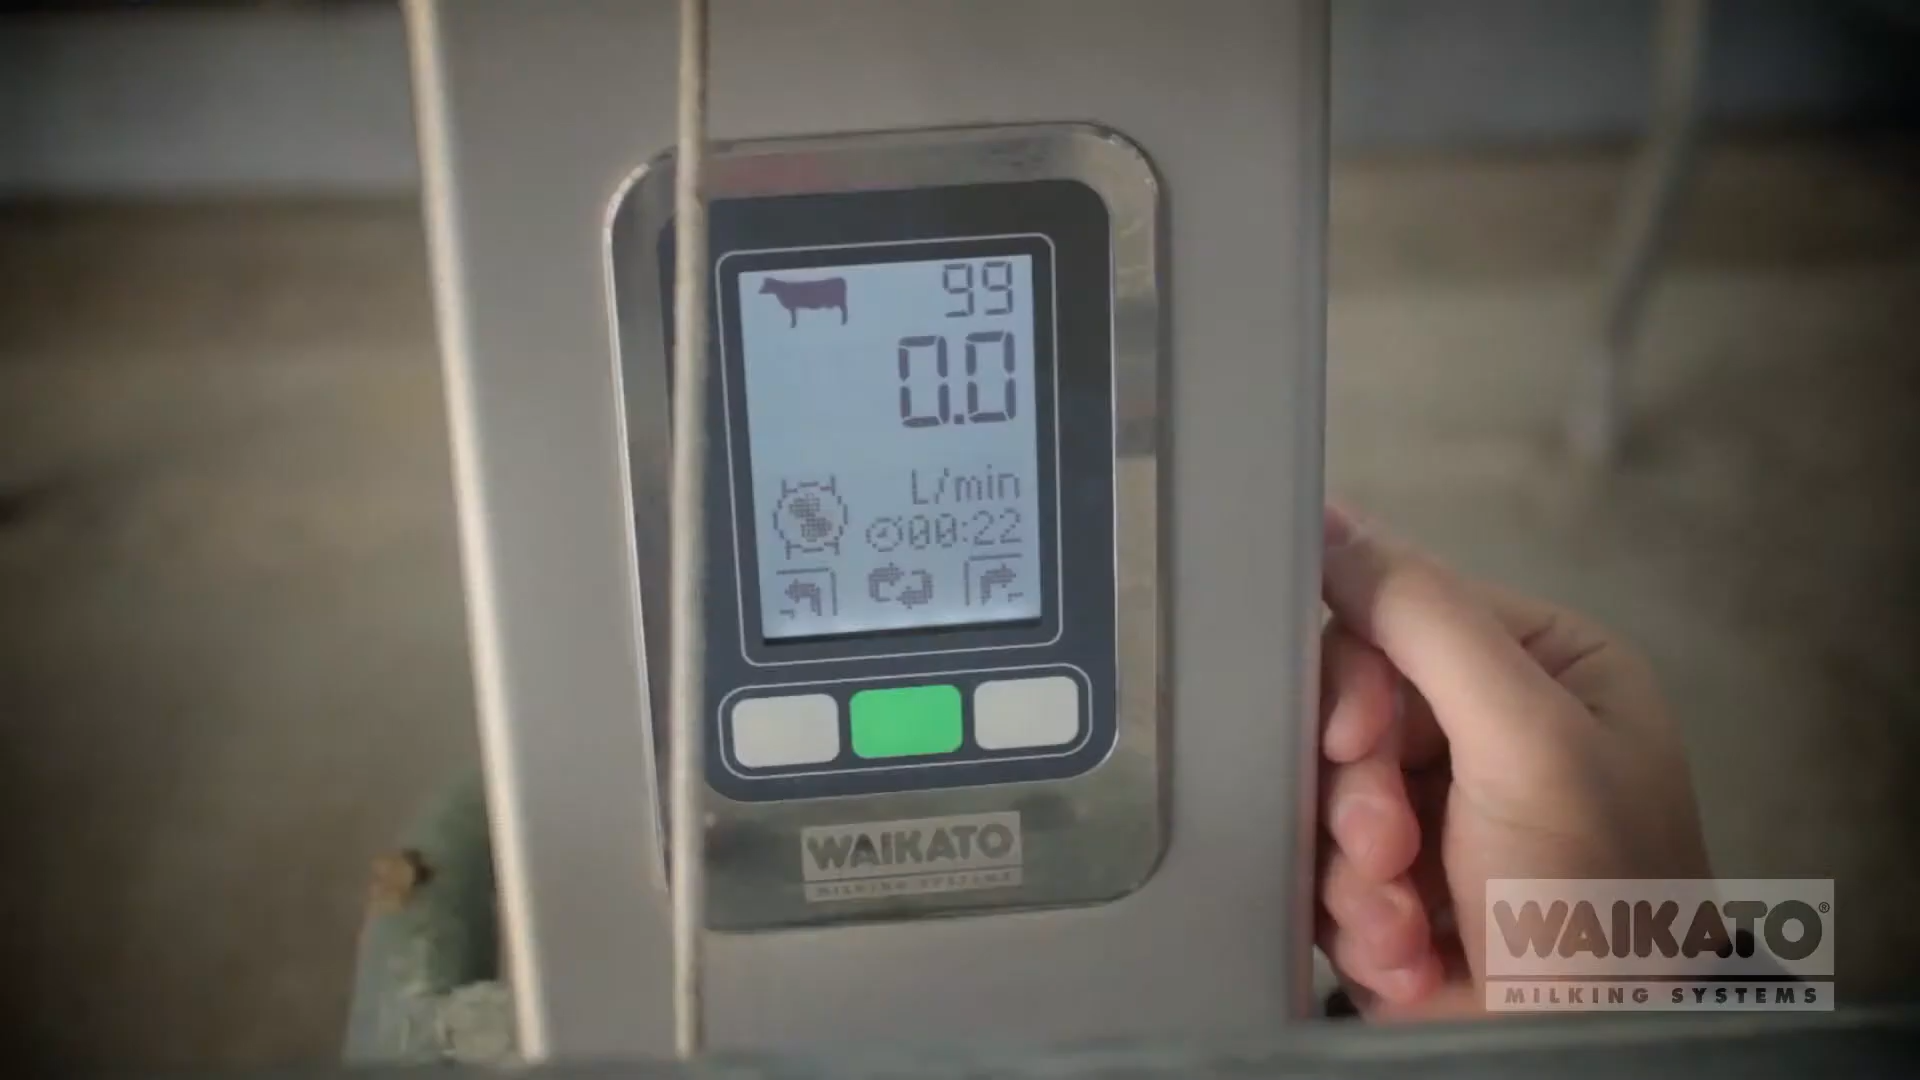 99
0.0
L/min
00:22
WAIKATO
MILKING SYSTEMS
WAIKATO®
MILKING SYSTEMS